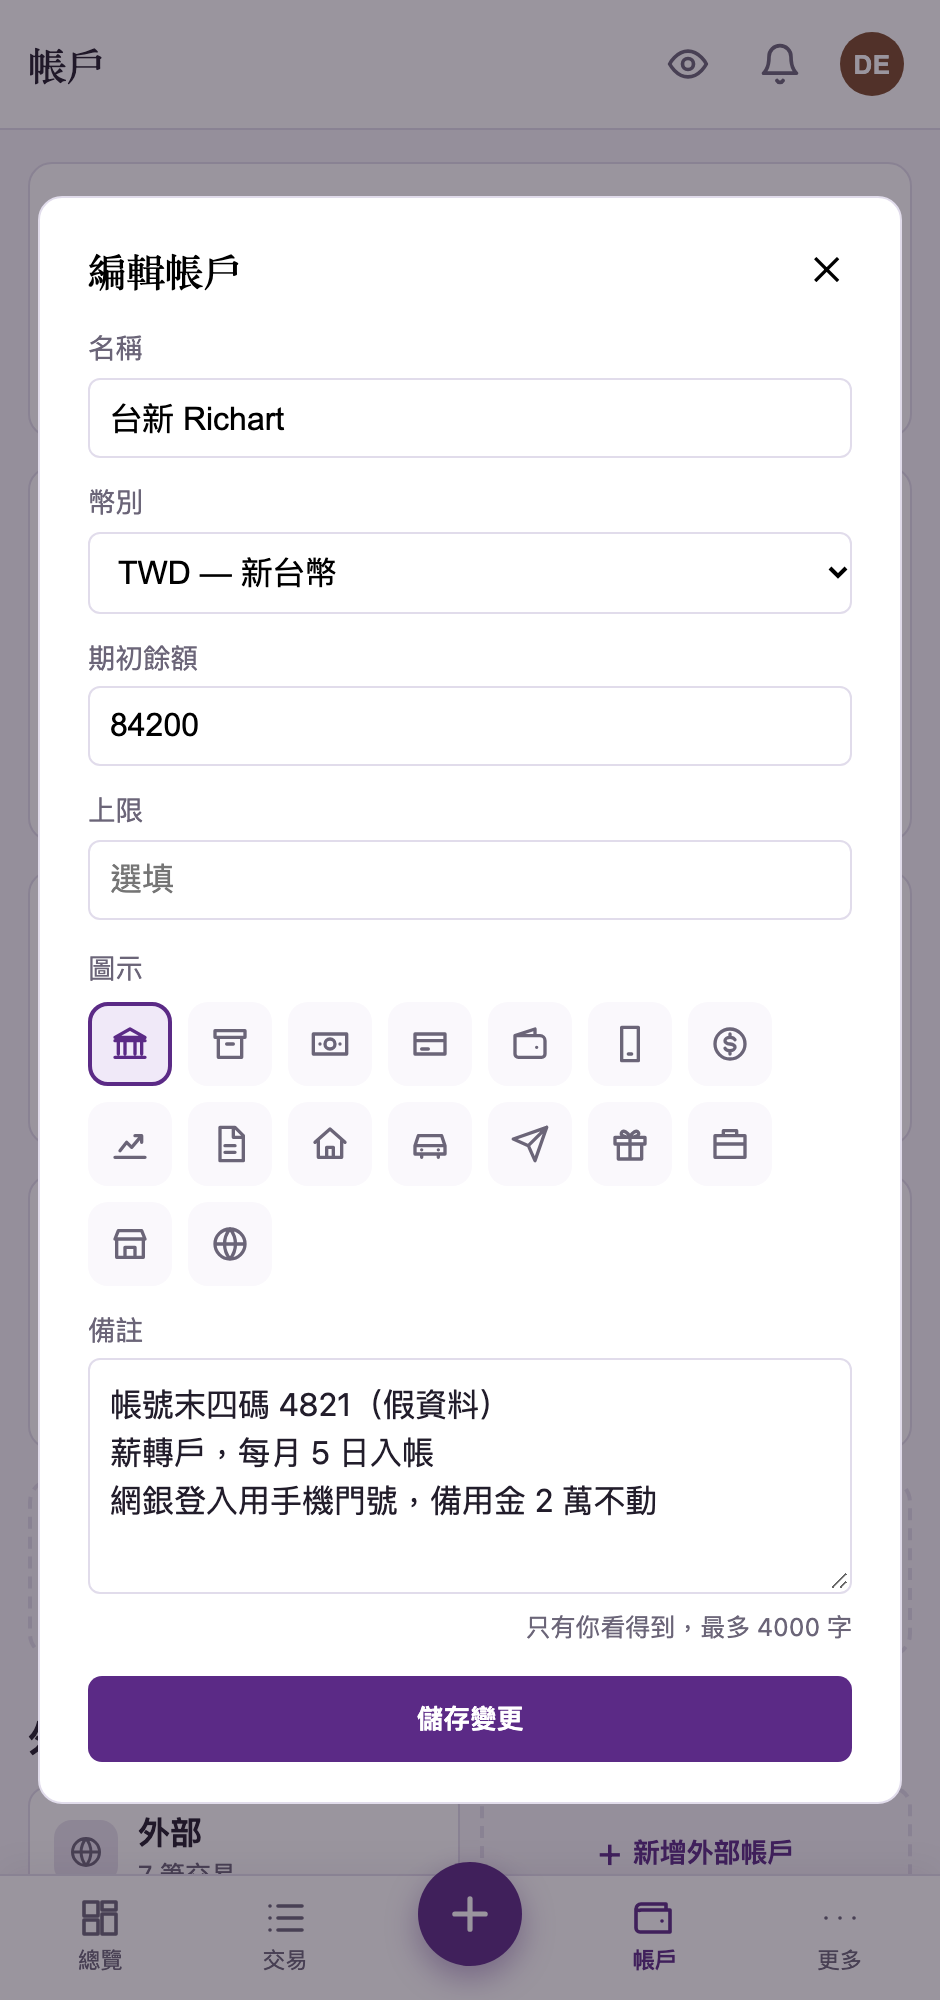 帳戶
DE
編輯帳戶
名稱
台新 Richart
幣別
TWD — 新台幣
期初餘額
84200
上限
選填
圖示
備註
帳號末四碼 4821（假資料）
薪轉戶，每月 5 日入帳
網銀登入用手機門號，備用金 2 萬不動
只有你看得到，最多 4000 字
儲存變更
外部
7 筆交易
+ 新增外部帳戶
總覽
交易
帳戶
更多